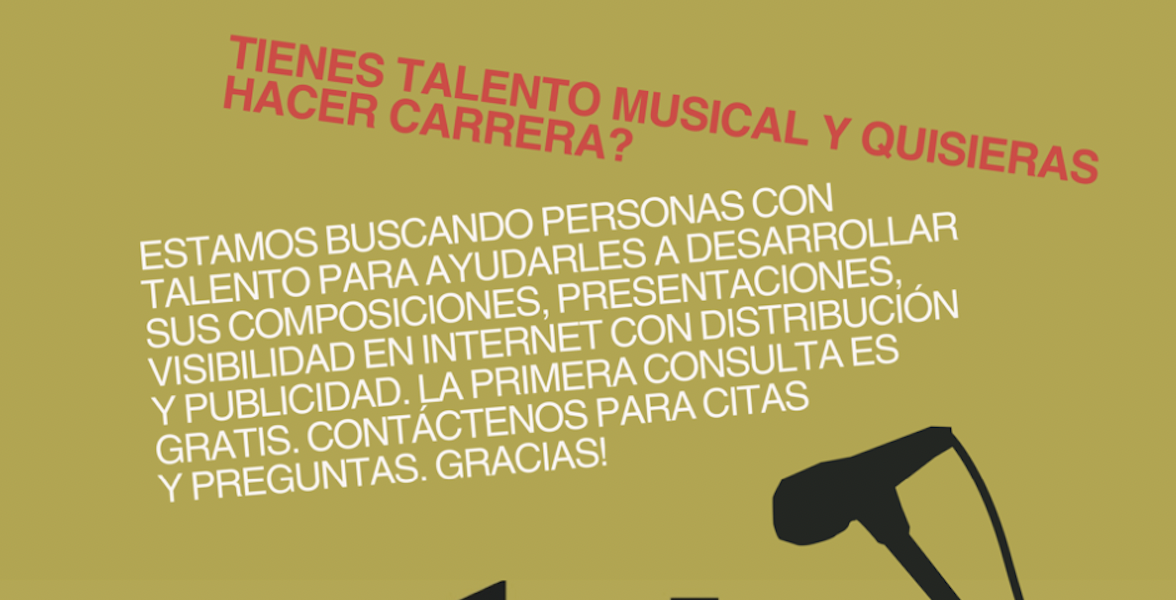 TIENES TALENTO MUSICAL Y QUISIERAS
HACER CARRERA?
ESTAMOS BUSCANDO PERSONAS CON
TALENTO PARA AYUDARLES A DESARROLLAR
SUS COMPOSICIONES, PRESENTACIONES,
VISIBILIDAD EN INTERNET CON DISTRIBUCIÓN
Y PUBLICIDAD. LA PRIMERA CONSULTA ES
GRATIS. CONTÁCTENOS PARA CITAS
Y PREGUNTAS. GRACIAS!